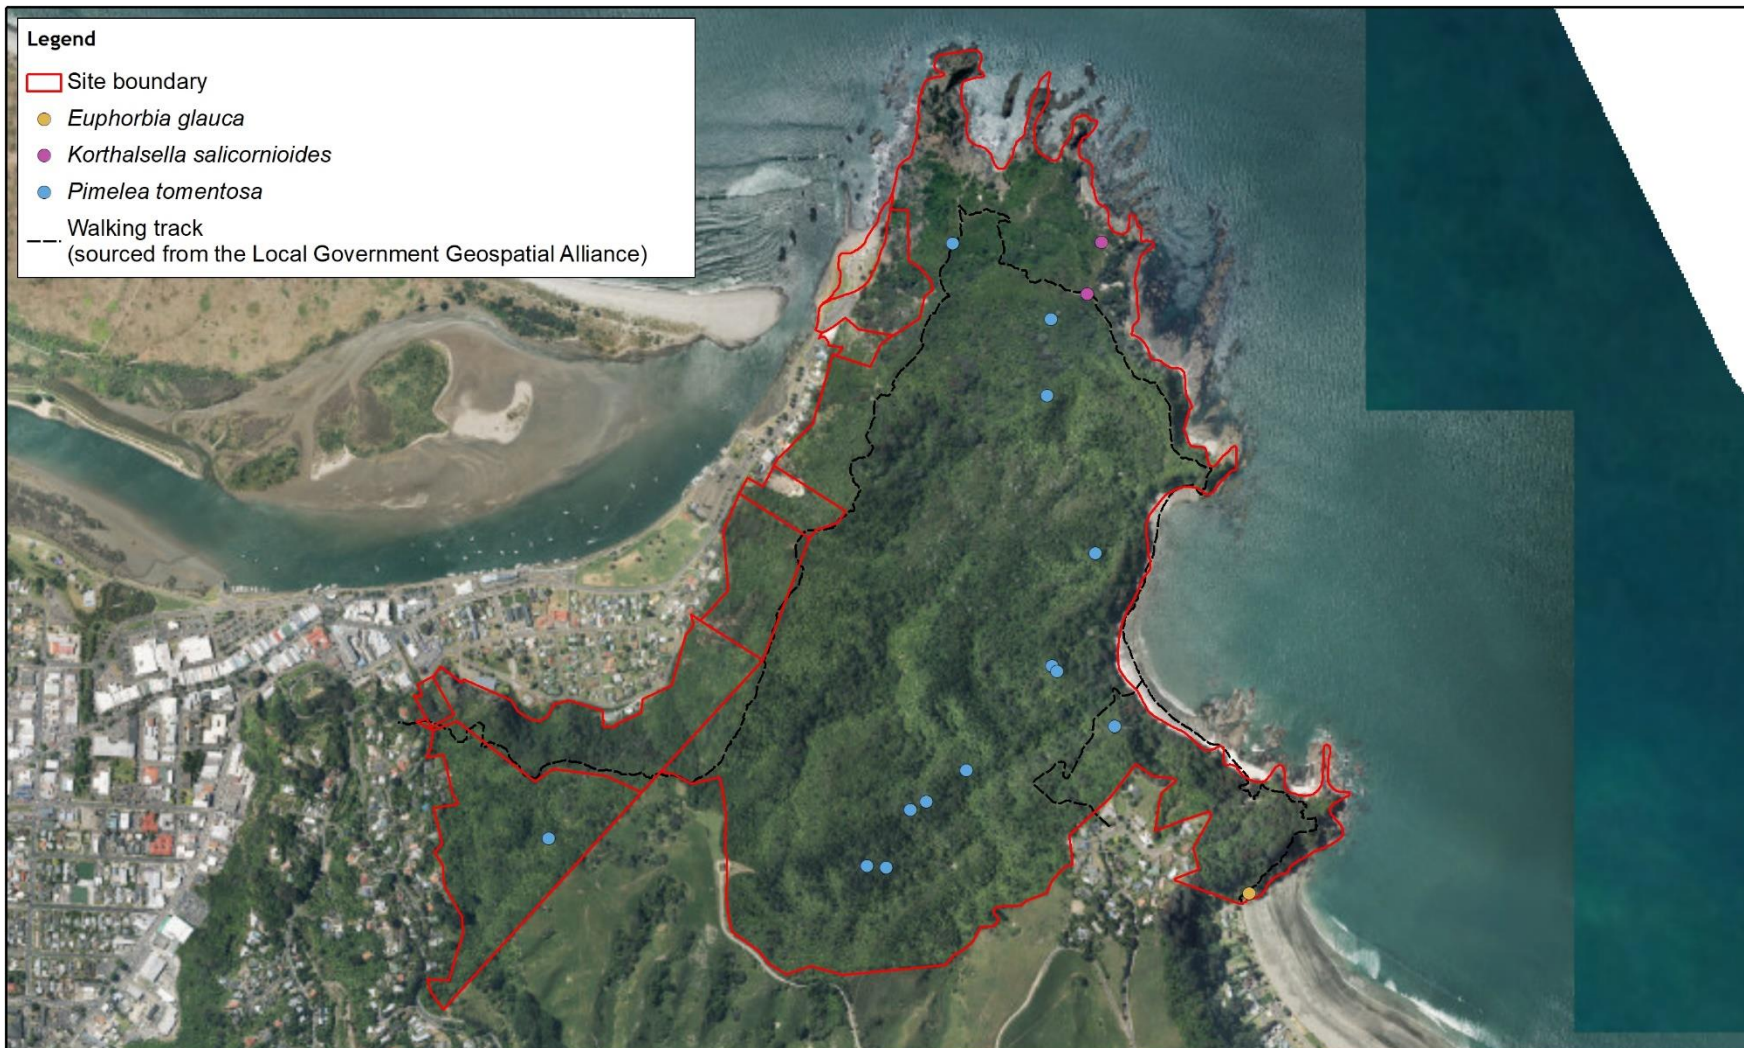 Legend
Site boundary
Euphorbia glauca
Korthalsella salicornioides
Pimelea tomentosa
Walking track
(sourced from the Local Government Geospatial Alliance)